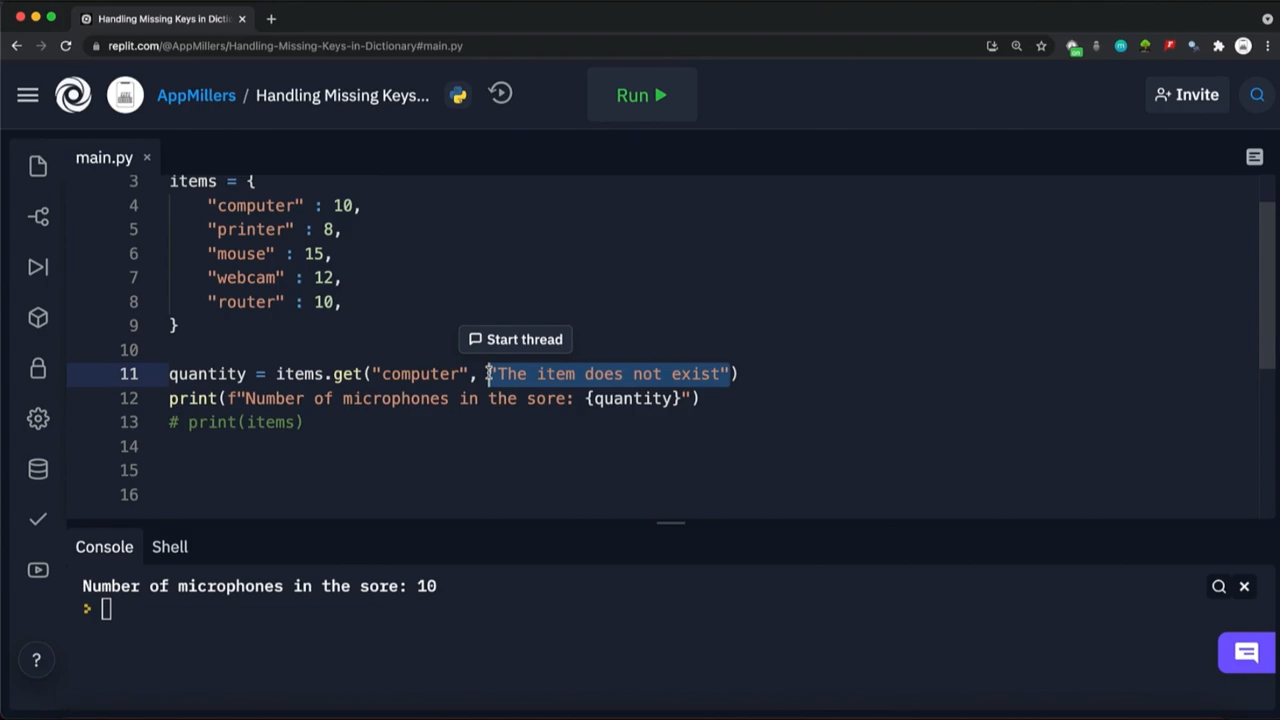 Handling Missing Keys in Dictic
replit.com/@AppMillers/Handling-Missing-Keys-in-Dictionary#main.py
AppMillers / Handling Missing Keys...
Run
Invite
main.py
3 items = {
4 "computer" : 10,
5 "printer" : 8,
6 "mouse" : 15,
7 "webcam" : 12,
8 "router" : 10,
9 }
Start thread
10
11 quantity = items.get("computer", "The item does not exist")
12 print(f"Number of microphones in the sore: {quantity}")
13 # print(items)
14
15
16
Console Shell
Number of microphones in the sore: 10
>
?